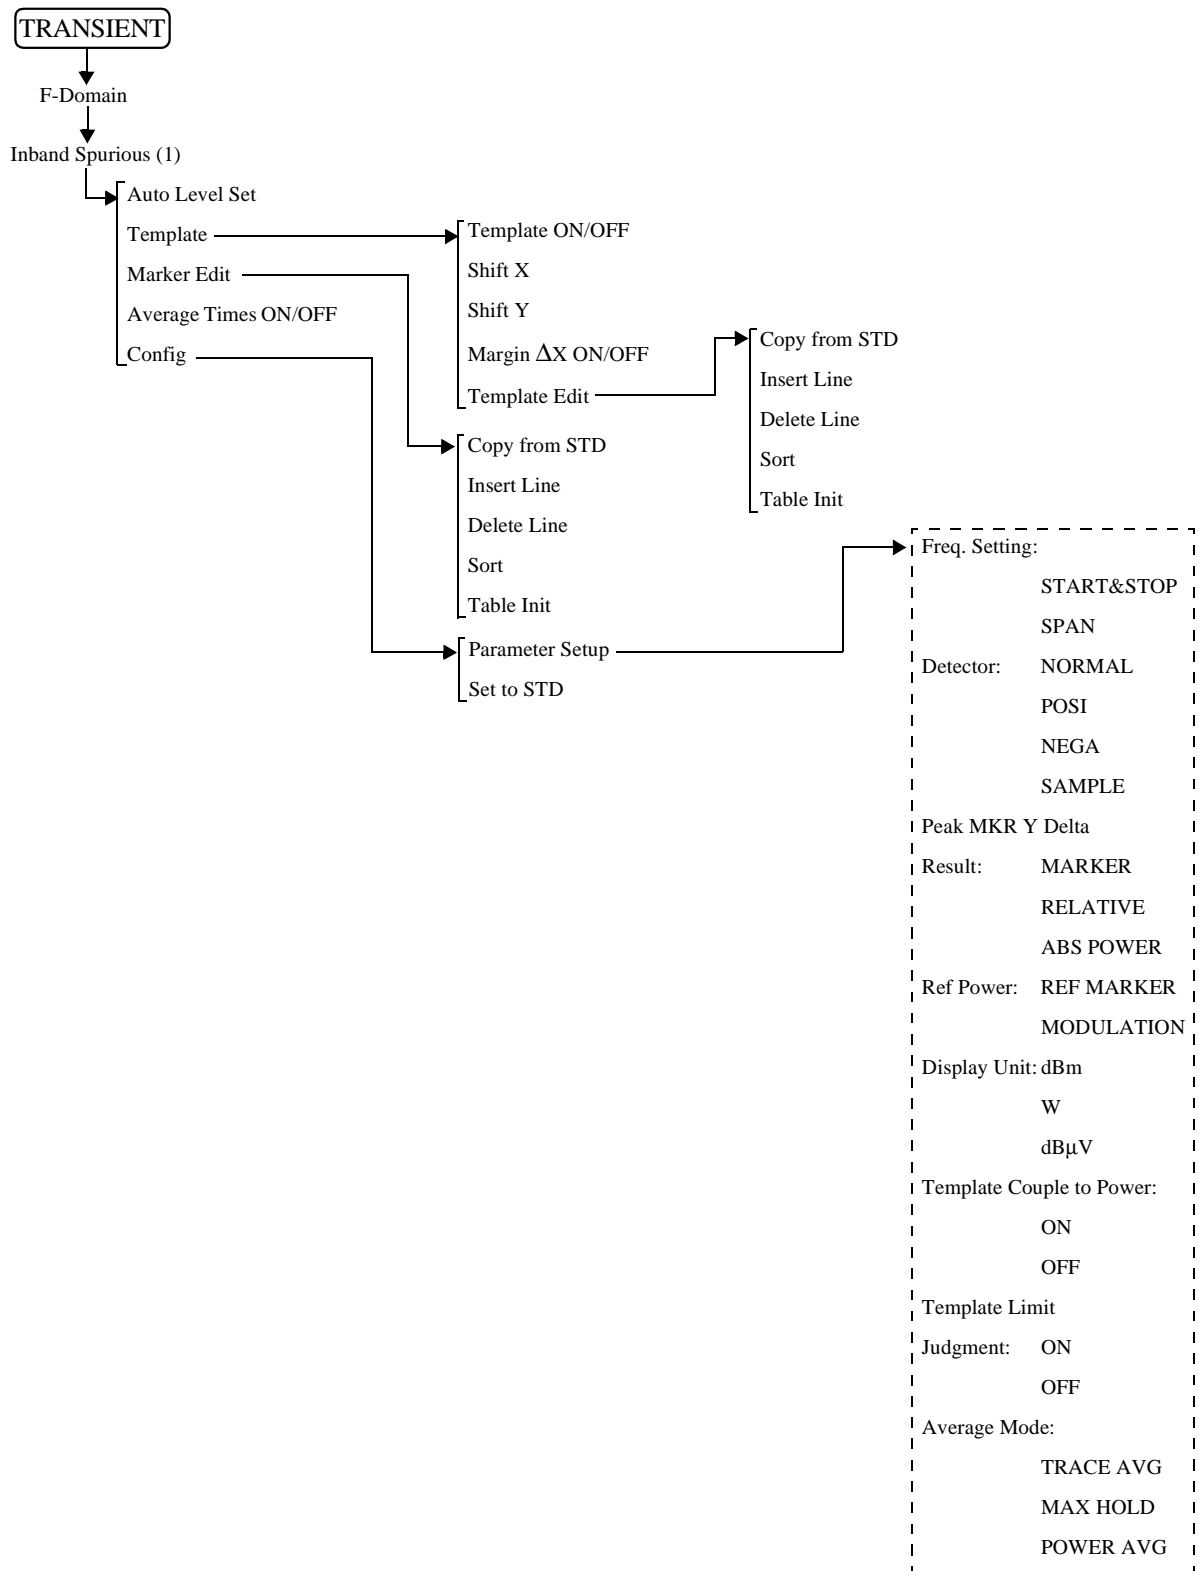 TRANSIENT
F-Domain
Inband Spurious (1)
Auto Level Set
Template
Marker Edit
Average Times ON/OFF
Config
Template ON/OFF
Shift X
Shift Y
Margin ΔX ON/OFF
Template Edit
Copy from STD
Insert Line
Delete Line
Sort
Table Init
Copy from STD
Insert Line
Delete Line
Sort
Table Init
Parameter Setup
Set to STD
Freq. Setting:
START&STOP
SPAN
Detector: NORMAL
POSI
NEGA
SAMPLE
Peak MKR Y Delta
Result: MARKER
RELATIVE
ABS POWER
Ref Power: REF MARKER
MODULATION
Display Unit: dBm
W
dBµV
Template Couple to Power:
ON
OFF
Template Limit
Judgment: ON
OFF
Average Mode:
TRACE AVG
MAX HOLD
POWER AVG